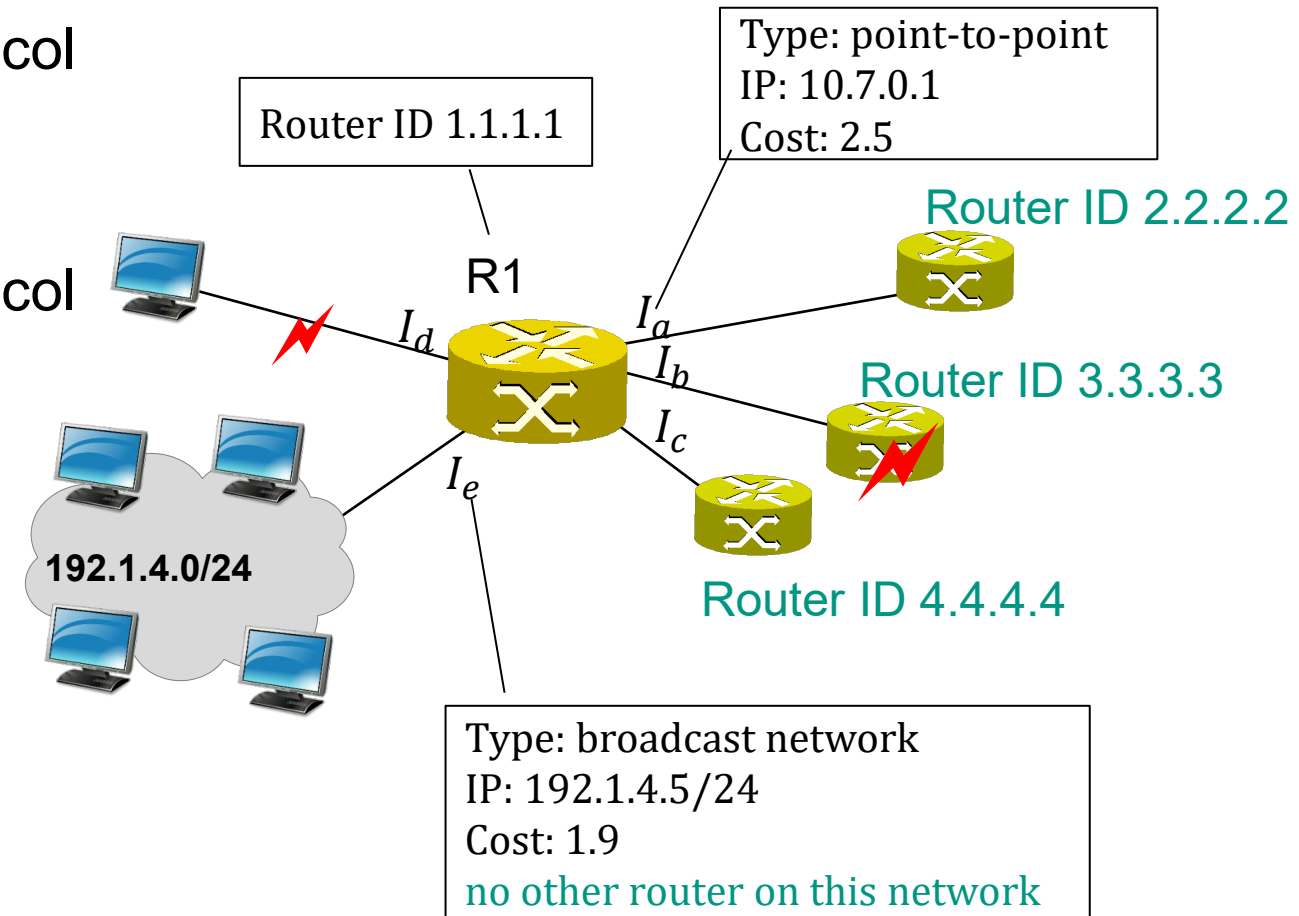 col
Type: point-to-point
IP: 10.7.0.1
Cost: 2.5
Router ID 1.1.1.1
Router ID 2.2.2.2
col
R1
I_d
I_a
I_b
Router ID 3.3.3.3
I_c
I_e
192.1.4.0/24
Router ID 4.4.4.4
Type: broadcast network
IP: 192.1.4.5/24
Cost: 1.9
no other router on this network